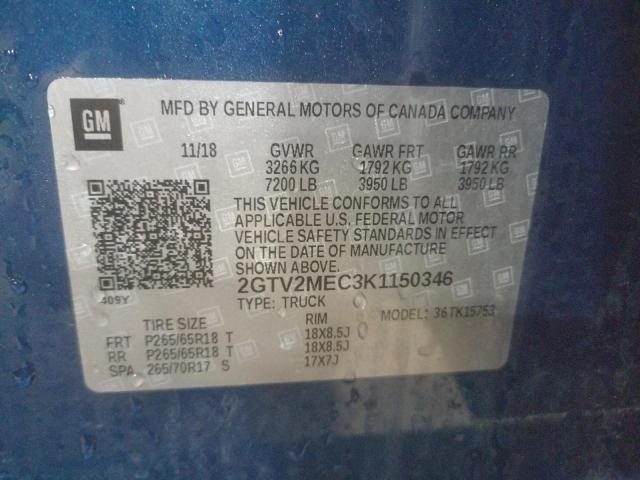 GM
MFD BY GENERAL MOTORS OF CANADA COMPANY
11/18 GVWR GAWR FRT GAWR RR
3266 KG 1792 KG 1792 KG
7200 LB 3950 LB 3950 LB
THIS VEHICLE CONFORMS TO ALL
APPLICABLE U.S. FEDERAL MOTOR
VEHICLE SAFETY STANDARDS IN EFFECT
ON THE DATE OF MANUFACTURE
SHOWN ABOVE.
409Y 2GTV2MEC3K1150346
TYPE: TRUCK MODEL: 36TK15753
TIRE SIZE RIM
FRT P265/65R18 T 18X8.5J
RR P265/65R18 T 18X8.5J
SPA 265/70R17 S 17X7J